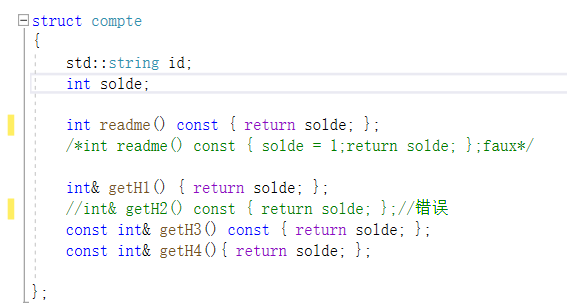 struct compte
{
std::string id;
int solde;
int readme() const { return solde; };
/*int readme() const { solde = 1;return solde; };faux*/
int& getH1() { return solde; };
//int& getH2() const { return solde; };//错误
const int& getH3() const { return solde; };
const int& getH4(){ return solde; };
};